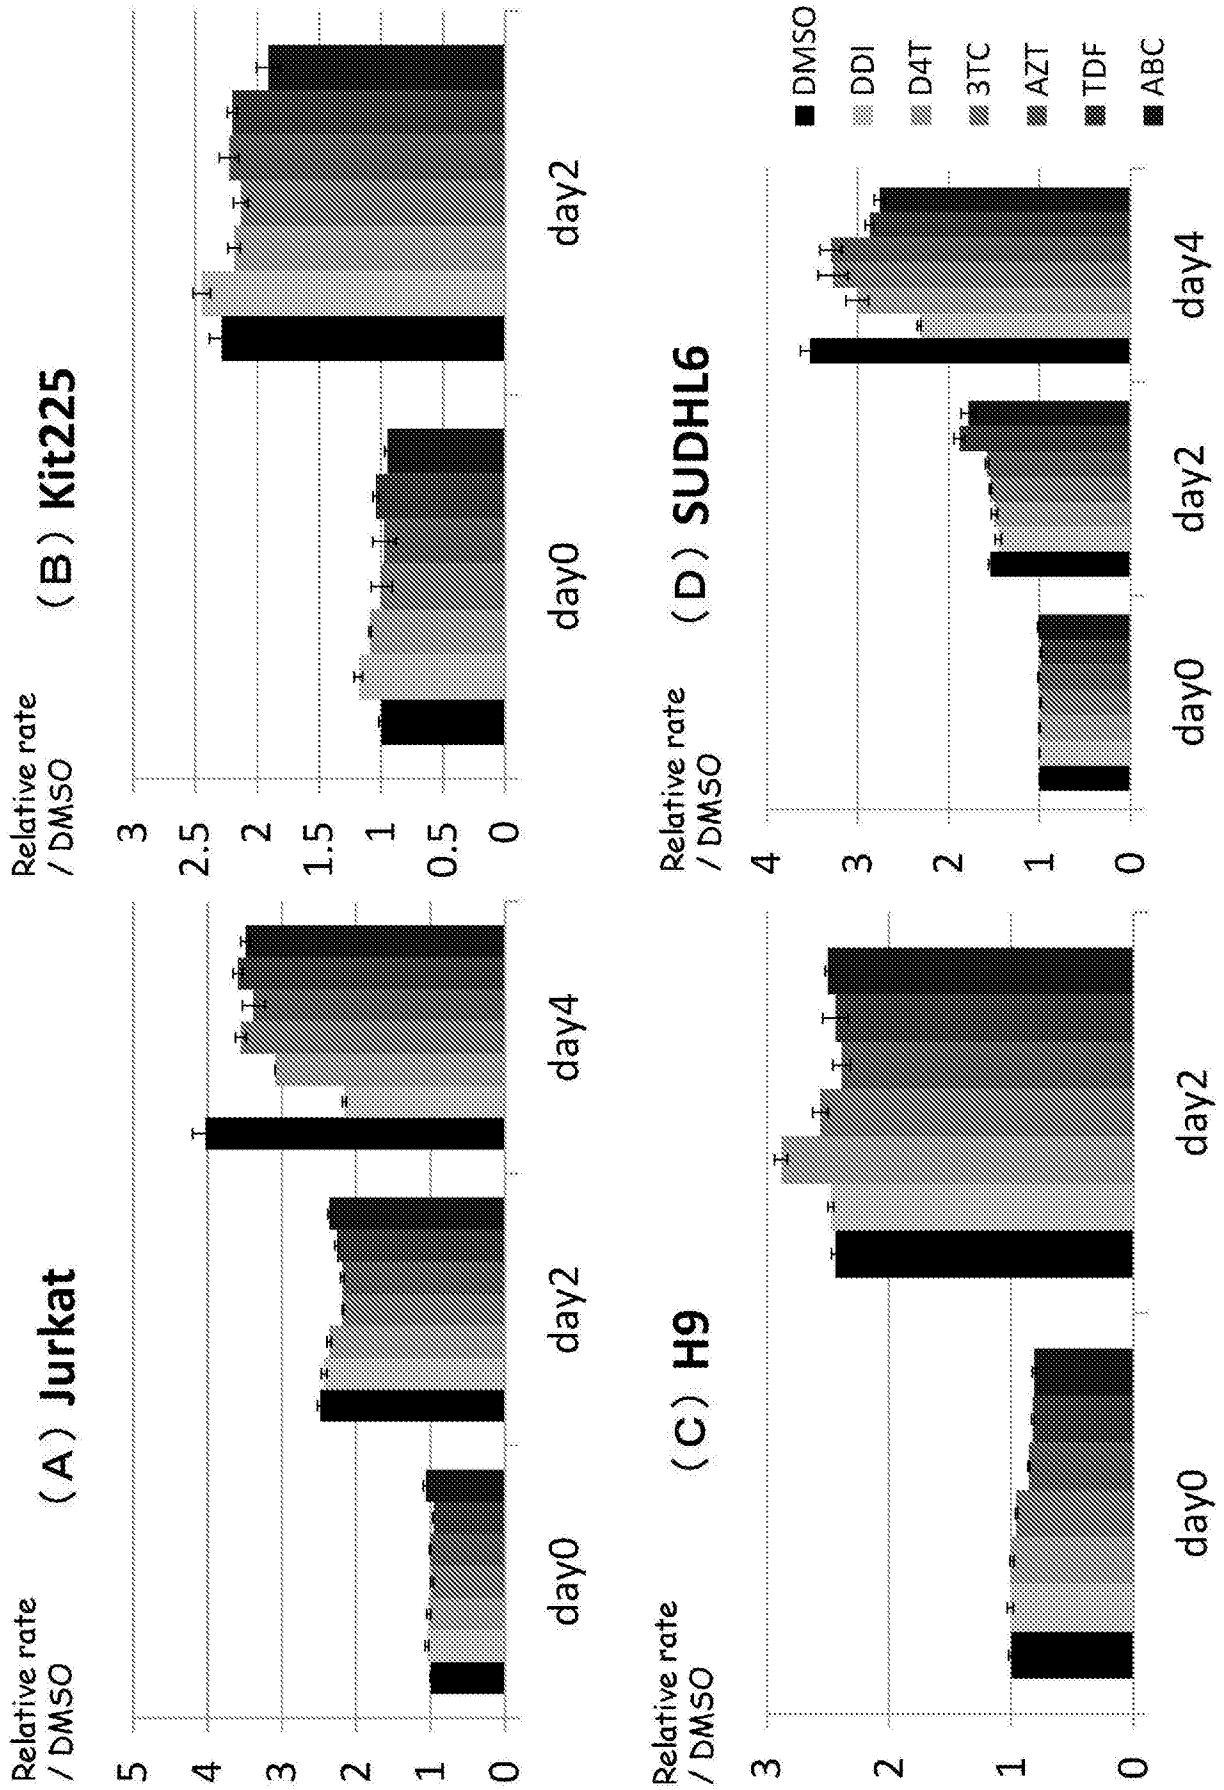 (A) Jurkat
Relative rate
/ DMSO
5
4
3
2
1
0
day0
day2
day4
(B) Kit225
Relative rate
/ DMSO
3
2.5
2
1.5
1
0.5
0
day0
day2
(C) H9
Relative rate
/ DMSO
3
2
1
0
day0
day2
(D) SUDHL6
Relative rate
/ DMSO
4
3
2
1
0
day0
day2
day4
DMSO
DDI
D4T
3TC
AZT
TDF
ABC